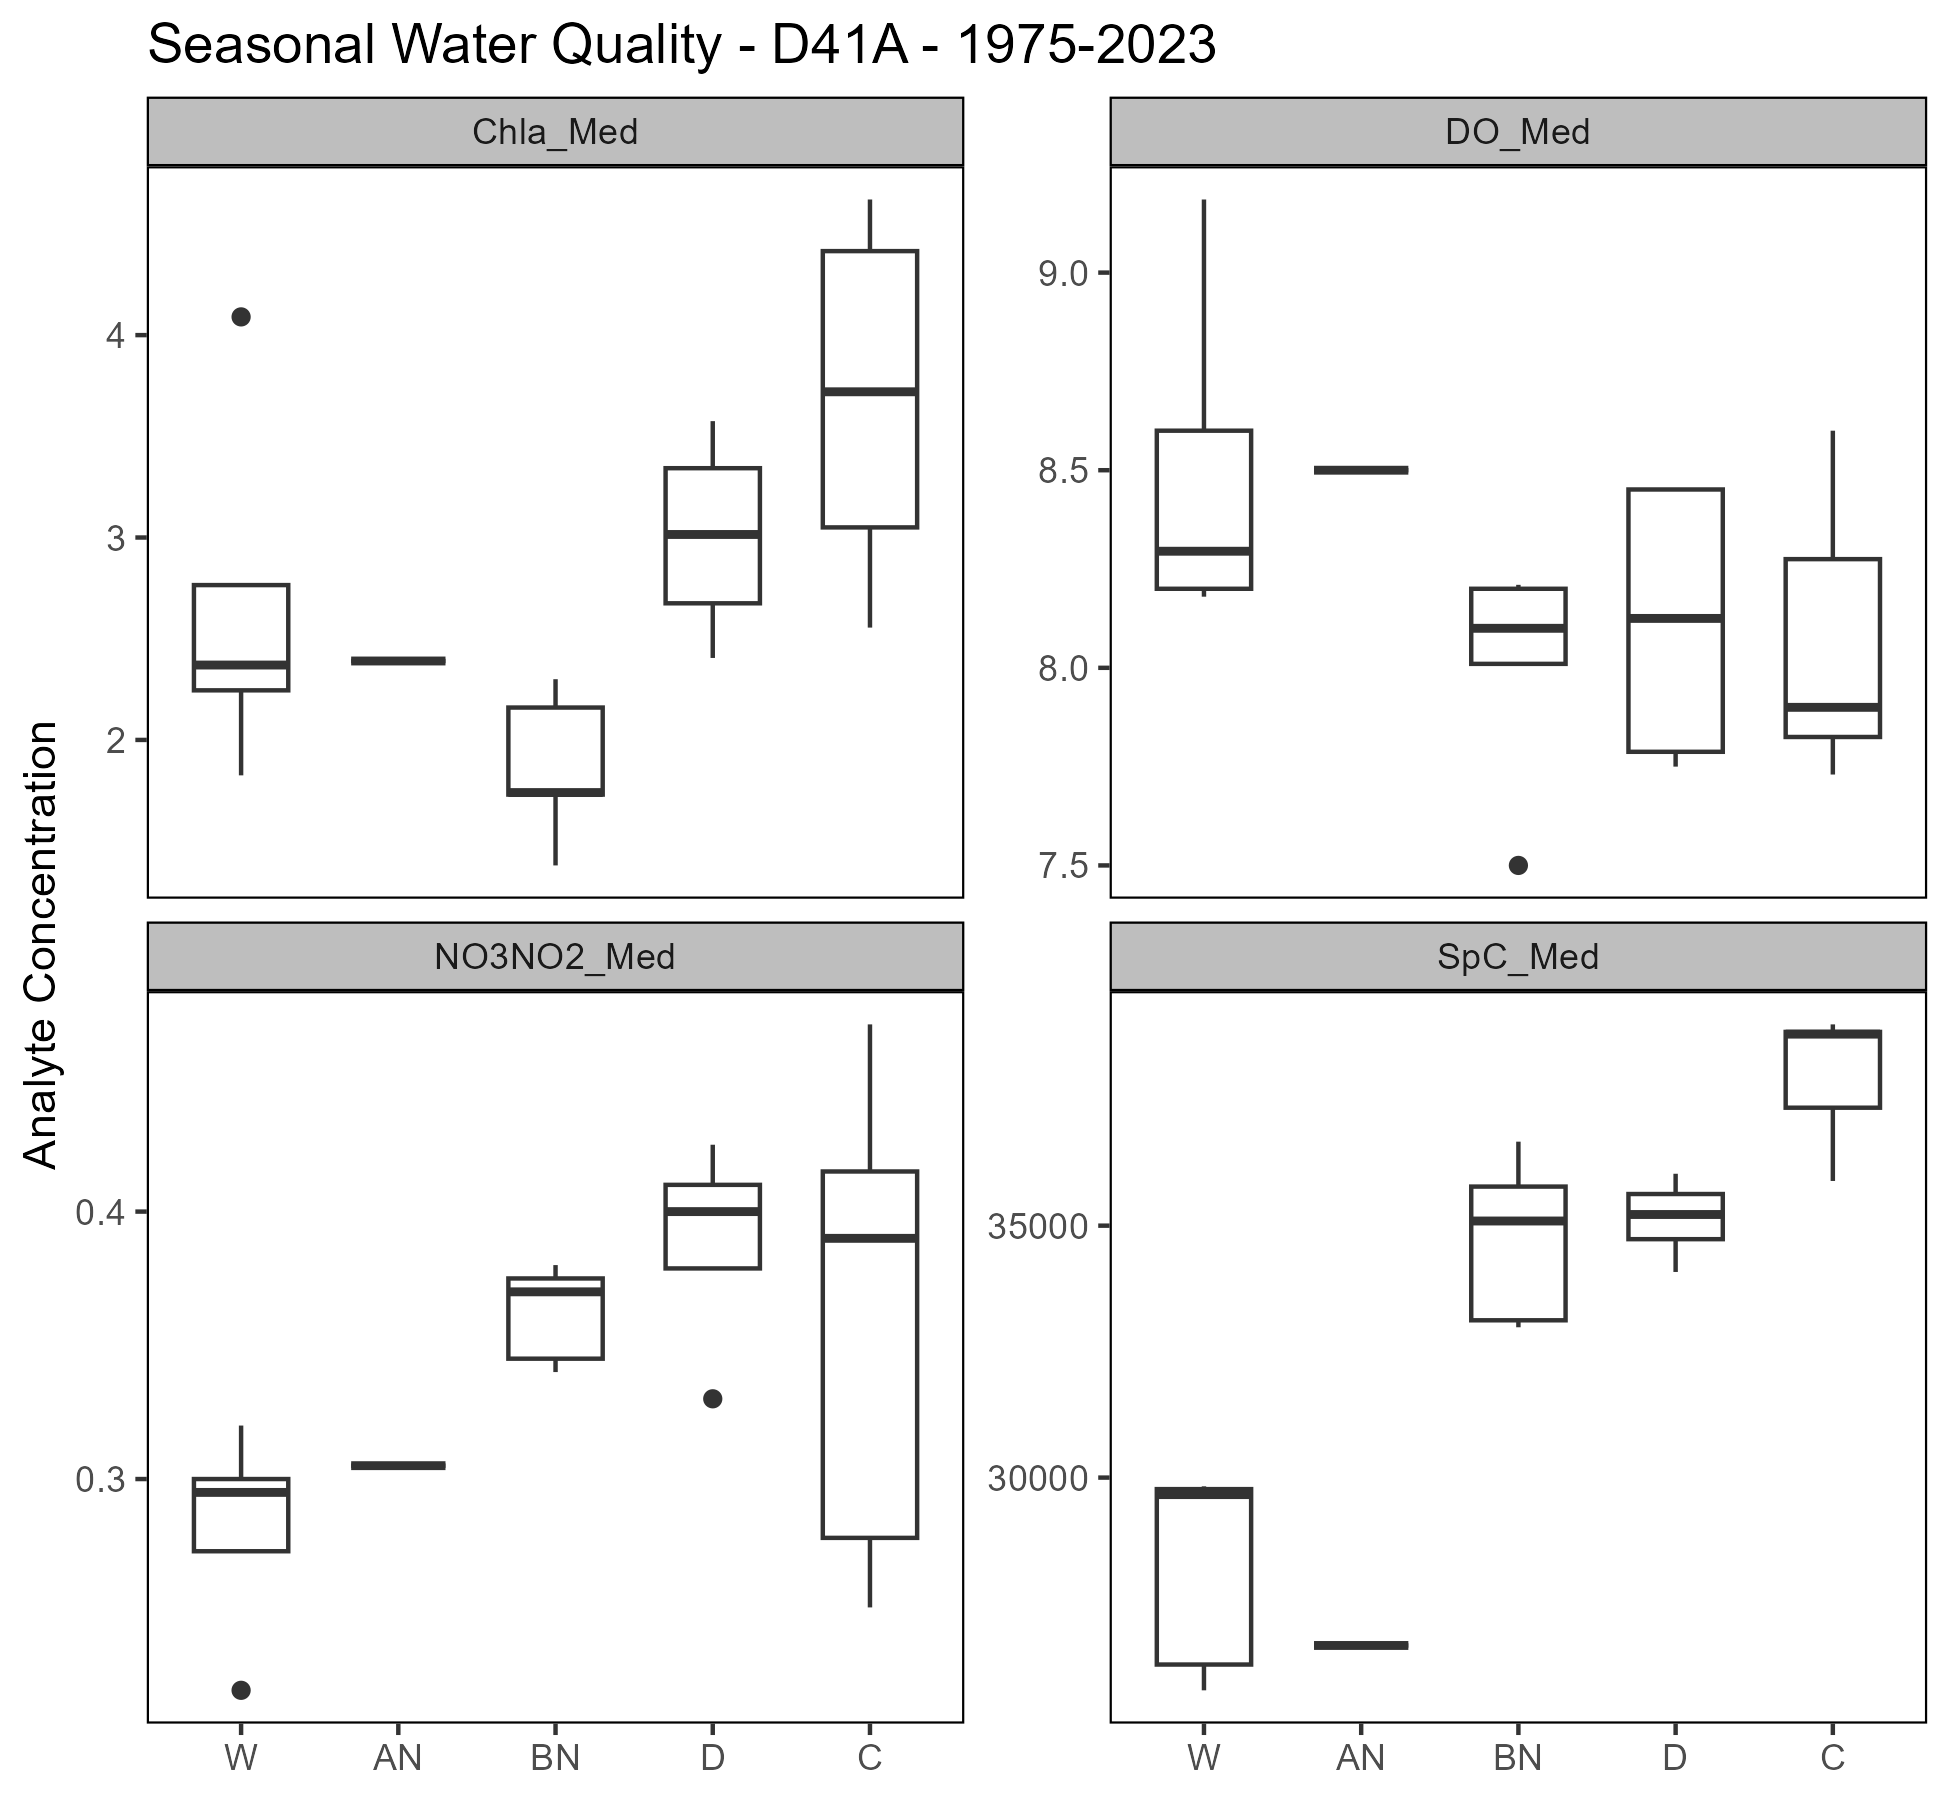 Seasonal Water Quality - D41A - 1975-2023
Chla_Med
DO_Med
4
3
2
9.0
8.5
8.0
7.5
Analyte Concentration
NO3NO2_Med
SpC_Med
0.4
0.3
35000
30000
W AN BN D C
W AN BN D C